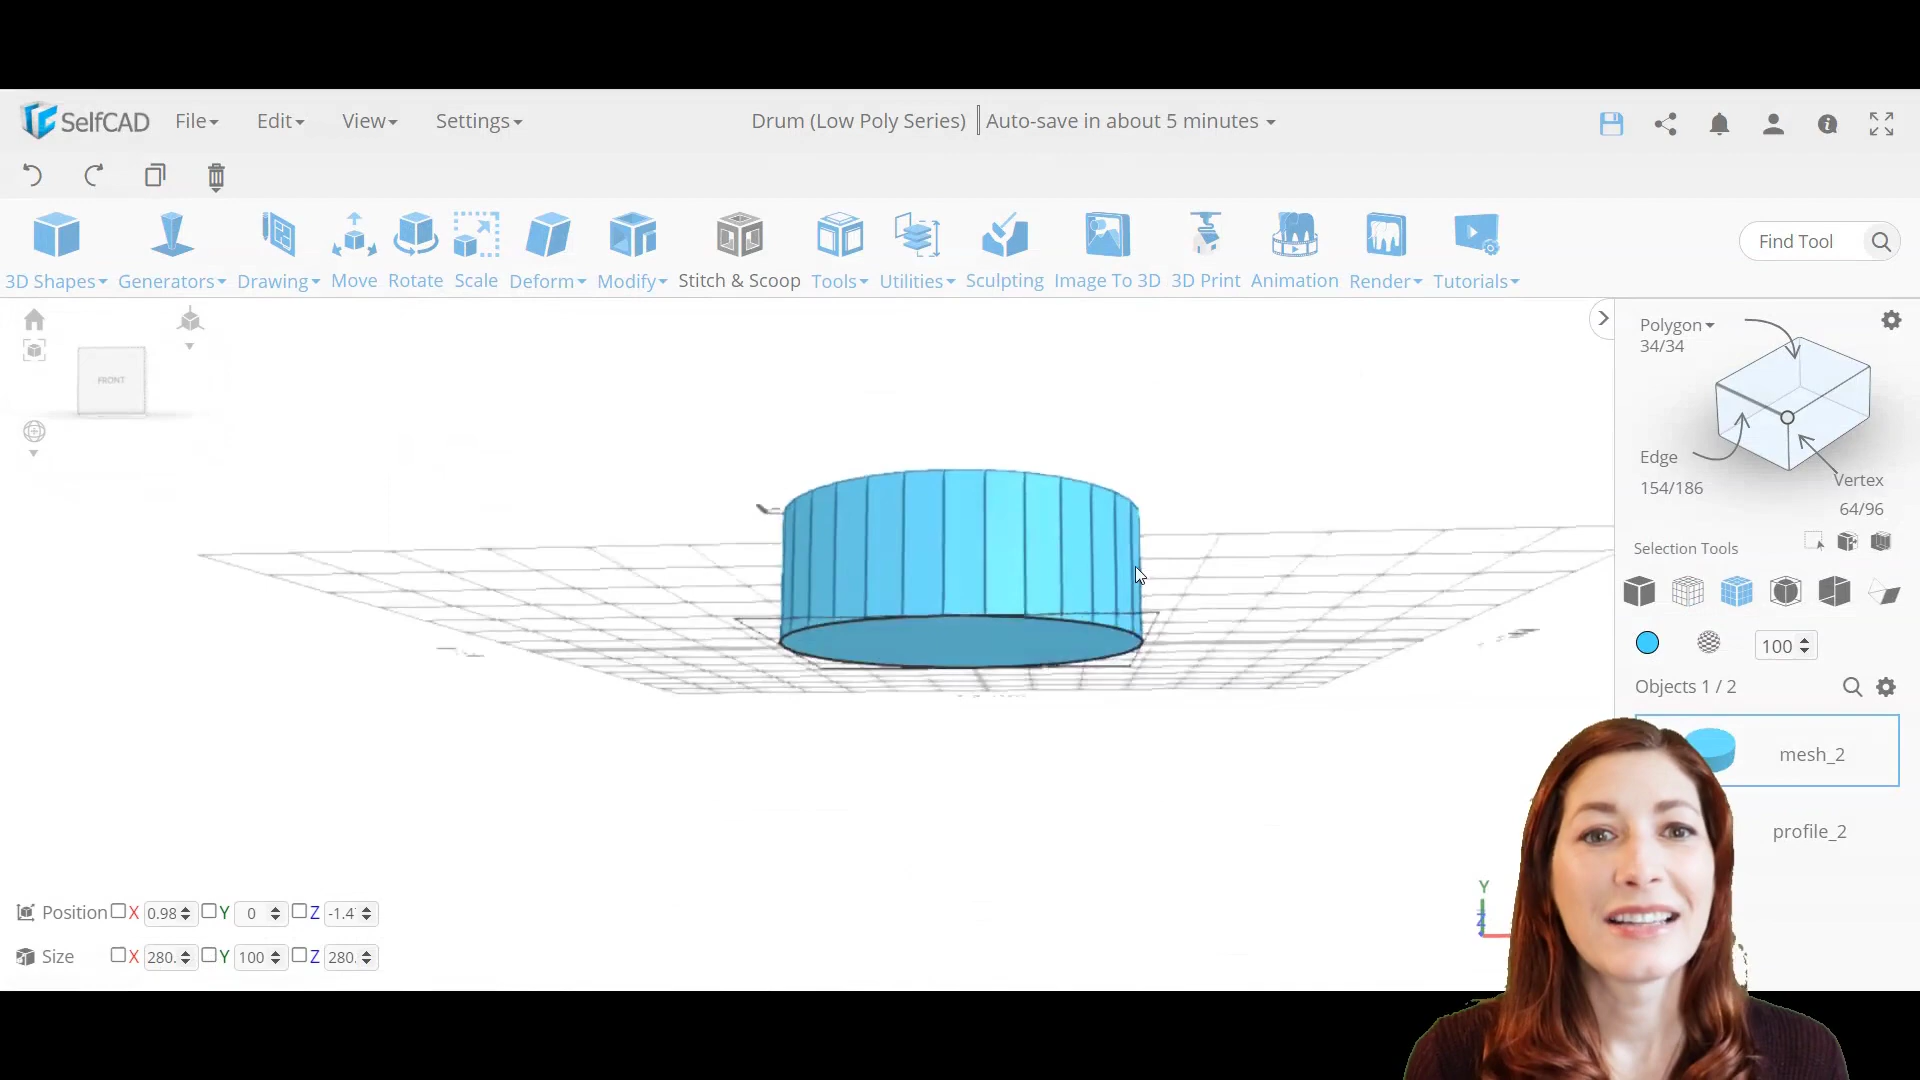 SelfCAD File Edit View Settings Drum (Low Poly Series) Auto-save in about 5 minutes
3D Shapes Generators Drawing Move Rotate Scale Deform Modify Stitch & Scoop Tools Utilities Sculpting Image To 3D 3D Print Animation Render Tutorials
Find Tool
FRONT
Polygon
34/34
Edge
154/186
Vertex
64/96
Selection Tools
100
Objects 1 / 2
mesh_2
profile_2
Y
Z
Position X 0.98 Y 0 Z -1.4
Size X 280. Y 100 Z 280.